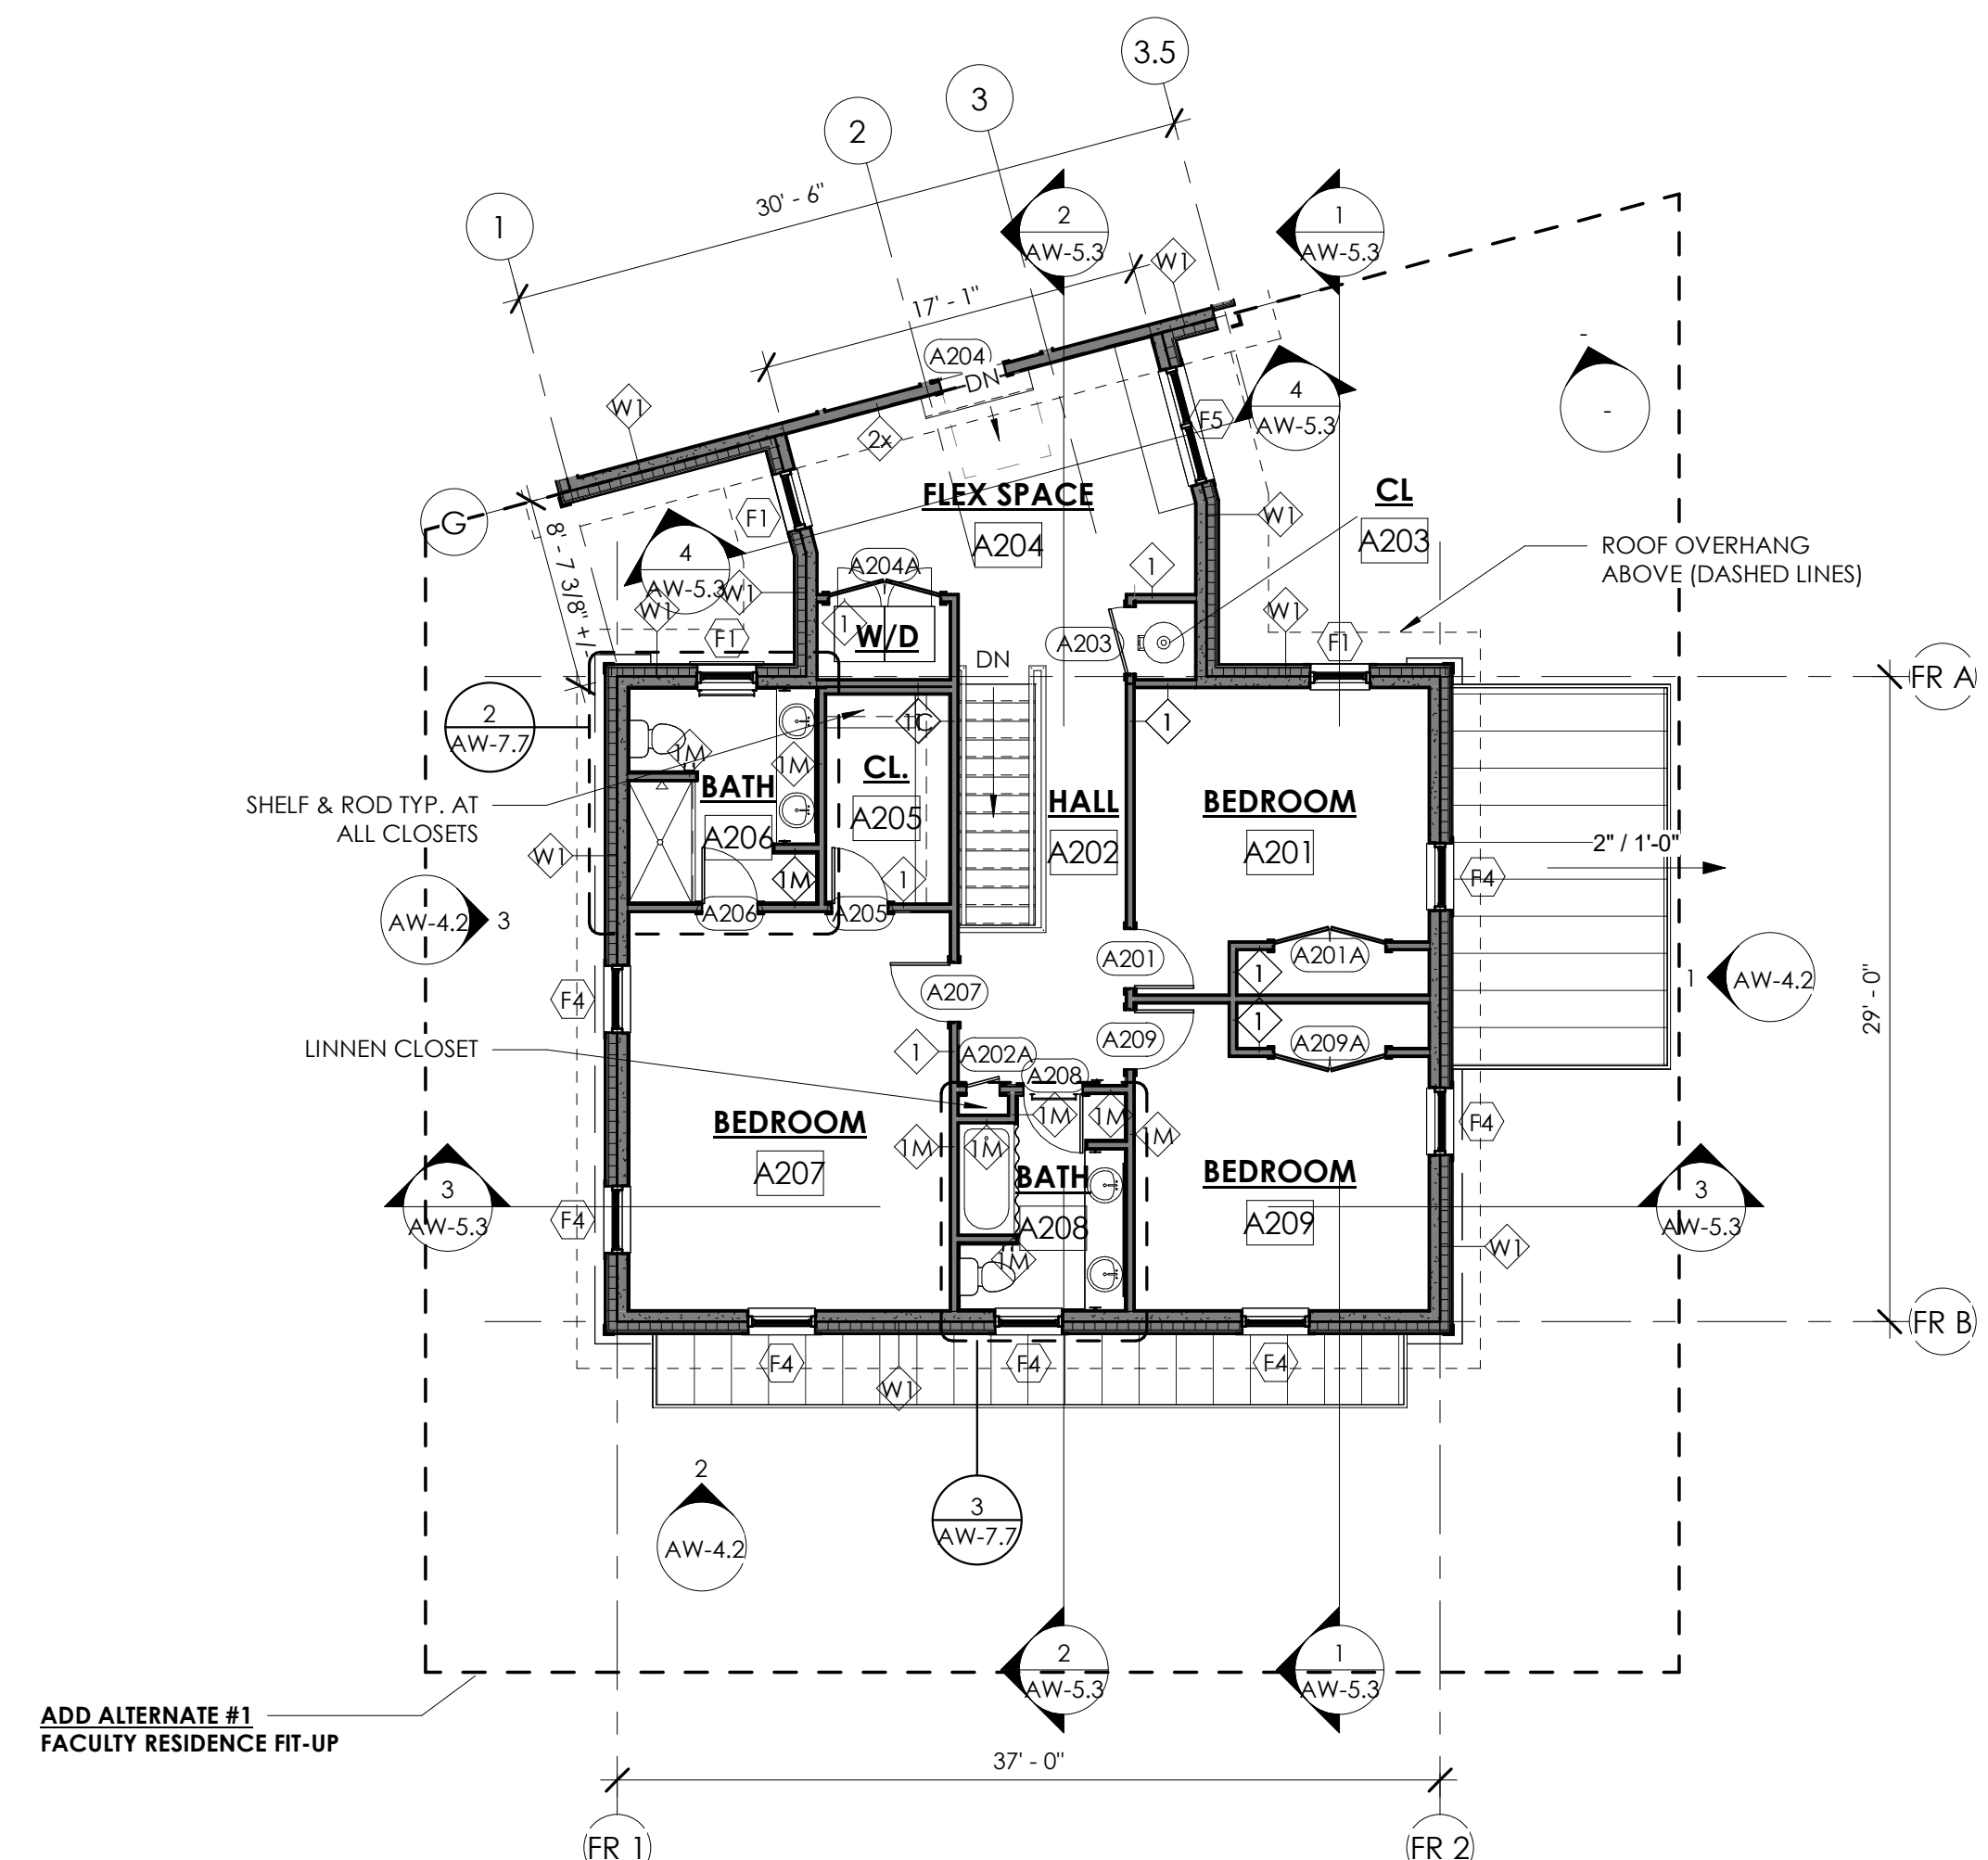 3.5
3
2
1
30' - 6"
2
AW-5.3
1
AW-5.3
W1
17' - 1"
A204
DN
W1
2x
F5
4
AW-5.3
-
-
FLEX SPACE
A204
CL
A203
G
F1
W1
ROOF OVERHANG
ABOVE (DASHED LINES)
8' - 7 3/8" +/-
4
AW-5.3
W1
A204A
1
W1
F1
1
W/D
A203
W1
F1
DN
FR A
2
AW-7.7
1M
1M
1C
1
CL.
A205
BATH
A206
HALL
A202
BEDROOM
A201
SHELF & ROD TYP. AT
ALL CLOSETS
2" / 1'-0"
W1
1M
1
F4
AW-4.2
3
A206
A205
A201
A201A
1
A207
F4
1
AW-4.2
29' - 0"
1
A209
A209A
LINNEN CLOSET
1
A202A
A208
BEDROOM
A207
1M
1M
1M
1M
1M
F4
BATH
A208
BEDROOM
A209
3
AW-5.3
F4
3
AW-5.3
1M
W1
FR B
F4
F4
F4
W1
2
AW-4.2
3
AW-7.7
2
AW-5.3
1
AW-5.3
ADD ALTERNATE #1
FACULTY RESIDENCE FIT-UP
37' - 0"
FR 1
FR 2